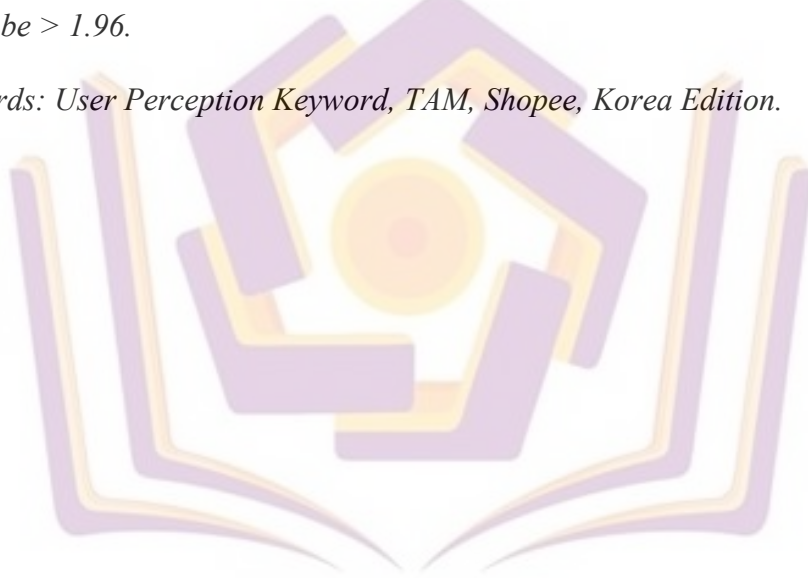 be > 1.96.
rds: User Perception Keyword, TAM, Shopee, Korea Edition.